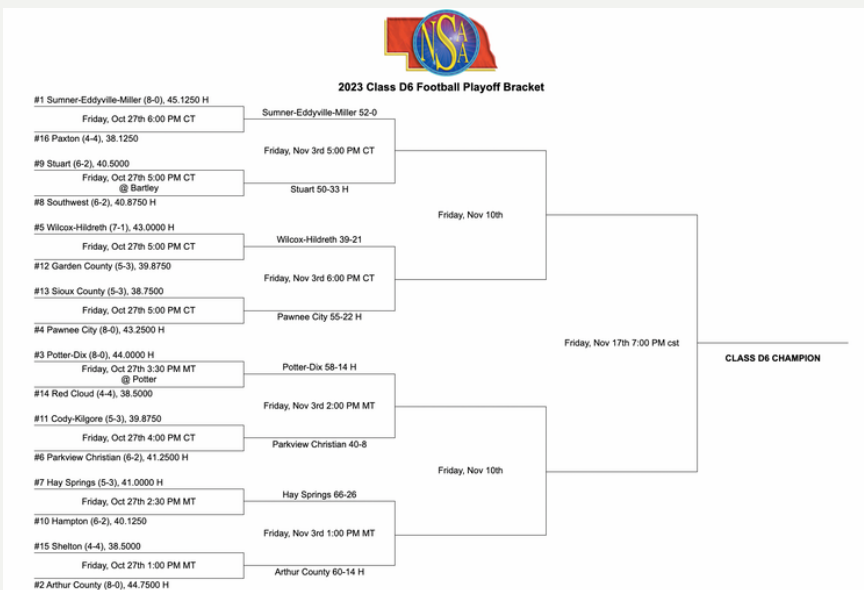 NSAA
2023 Class D6 Football Playoff Bracket
#1 Sumner-Eddyville-Miller (8-0), 45.1250 H
Friday, Oct 27th 6:00 PM CT
#16 Paxton (4-4), 38.1250
Sumner-Eddyville-Miller 52-0
Friday, Nov 3rd 5:00 PM CT
#9 Stuart (6-2), 40.5000
Friday, Oct 27th 5:00 PM CT
@ Bartley
#8 Southwest (6-2), 40.8750 H
Stuart 50-33 H
Friday, Nov 10th
#5 Wilcox-Hildreth (7-1), 43.0000 H
Friday, Oct 27th 5:00 PM CT
#12 Garden County (5-3), 39.8750
Wilcox-Hildreth 39-21
Friday, Nov 3rd 6:00 PM CT
#13 Sioux County (5-3), 38.7500
Friday, Oct 27th 5:00 PM CT
#4 Pawnee City (8-0), 43.2500 H
Pawnee City 55-22 H
Friday, Nov 17th 7:00 PM cst
CLASS D6 CHAMPION
#3 Potter-Dix (8-0), 44.0000 H
Friday, Oct 27th 3:30 PM MT
@ Potter
#14 Red Cloud (4-4), 38.5000
Potter-Dix 58-14 H
Friday, Nov 3rd 2:00 PM MT
#11 Cody-Kilgore (5-3), 39.8750
Friday, Oct 27th 4:00 PM CT
#6 Parkview Christian (6-2), 41.2500 H
Parkview Christian 40-8
Friday, Nov 10th
#7 Hay Springs (5-3), 41.0000 H
Friday, Oct 27th 2:30 PM MT
#10 Hampton (6-2), 40.1250
Hay Springs 66-26
Friday, Nov 3rd 1:00 PM MT
#15 Shelton (4-4), 38.5000
Friday, Oct 27th 1:00 PM MT
#2 Arthur County (8-0), 44.7500 H
Arthur County 60-14 H